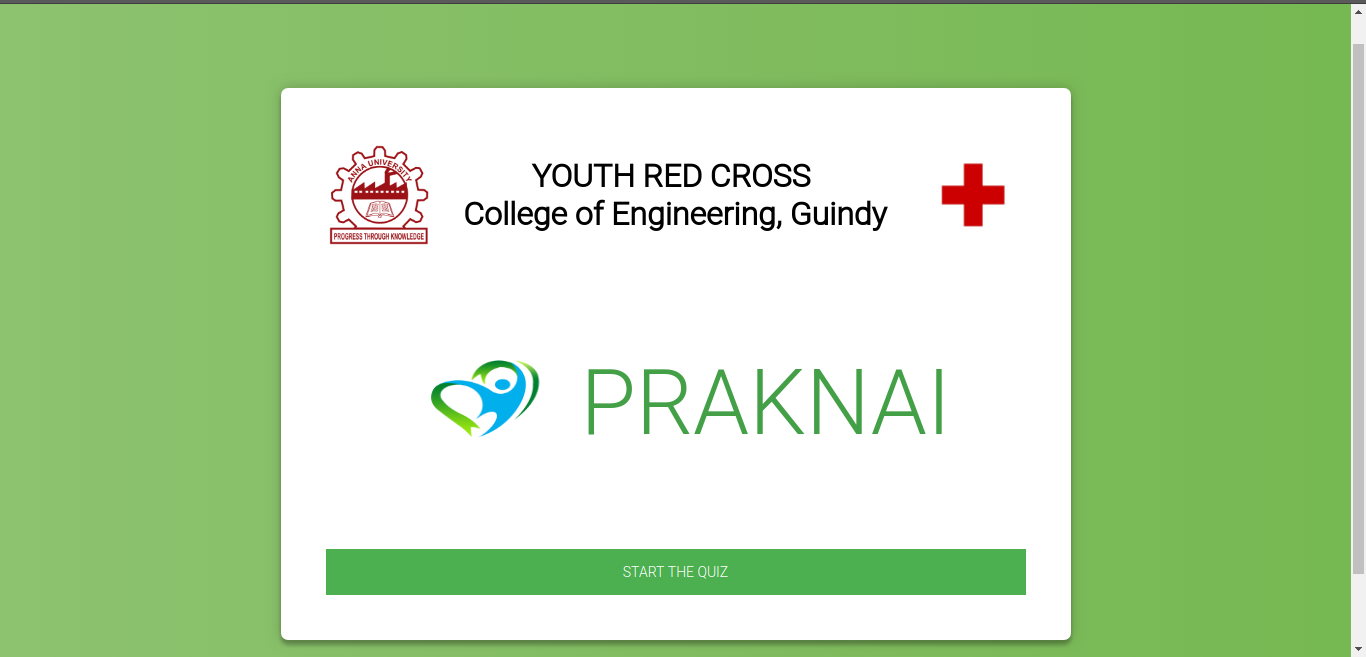 ANNA UNIVERSITY
PROGRESS THROUGH KNOWLEDGE
YOUTH RED CROSS
College of Engineering, Guindy
PRAKNAI
START THE QUIZ